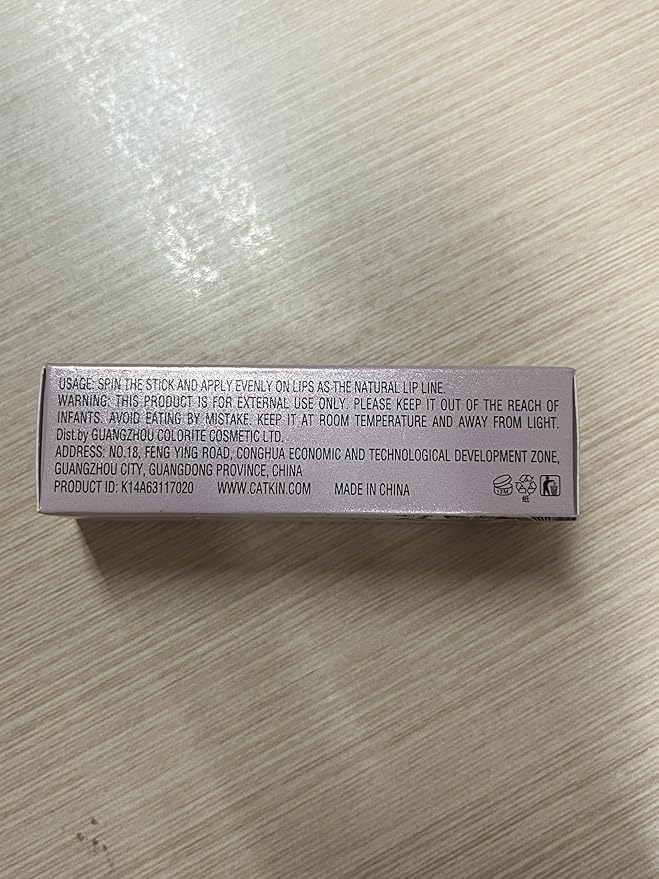 USAGE: SPIN THE STICK AND APPLY EVENLY ON LIPS AS THE NATURAL LIP LINE.
WARNING: THIS PRODUCT IS FOR EXTERNAL USE ONLY. PLEASE KEEP IT OUT OF THE REACH OF
INFANTS. AVOID EATING BY MISTAKE. KEEP IT AT ROOM TEMPERATURE AND AWAY FROM LIGHT.
Dist.by GUANGZHOU COLORITE COSMETIC LTD.
ADDRESS: NO.18, FENG YING ROAD, CONGHUA ECONOMIC AND TECHNOLOGICAL DEVELOPMENT ZONE,
GUANGZHOU CITY, GUANGDONG PROVINCE, CHINA
PRODUCT ID: K14A63117020 WWW.CATKIN.COM MADE IN CHINA 12M